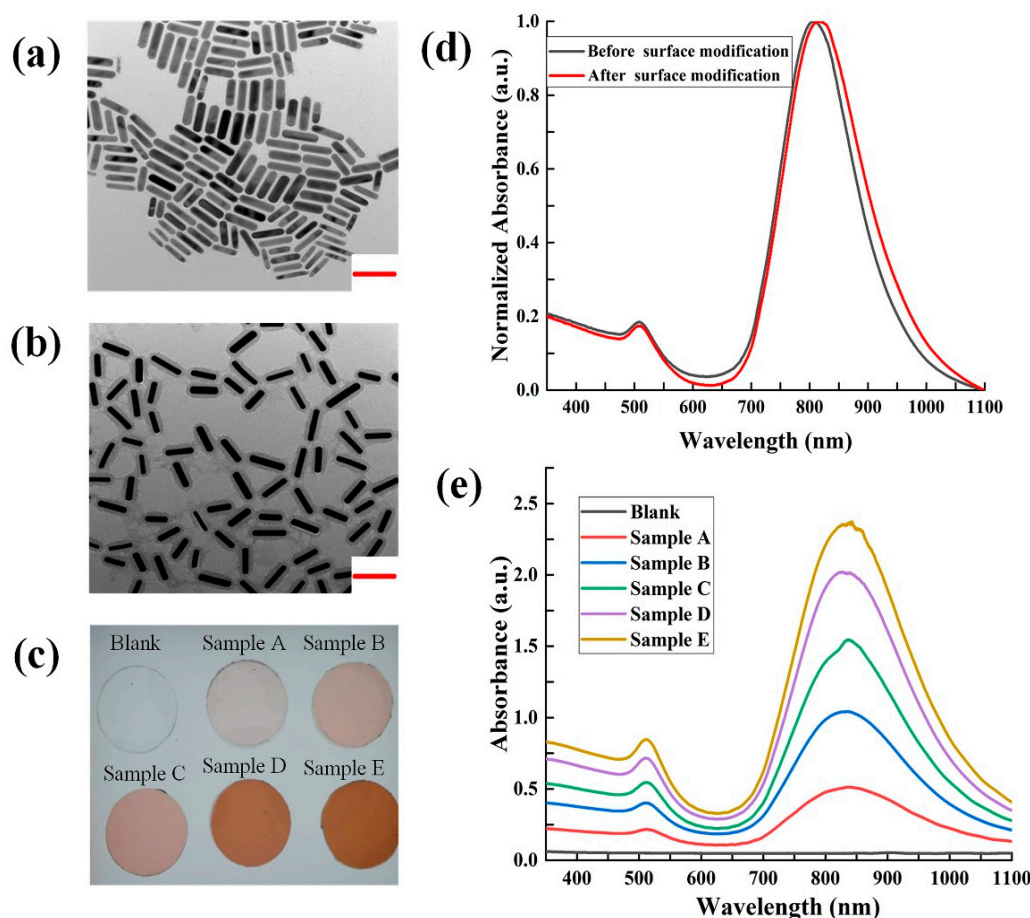 (a)
(b)
(c)
Blank
Sample A
Sample B
Sample C
Sample D
Sample E
(d)
Before surface modification
After surface modification
1.0
0.8
0.6
0.4
0.2
0.0
Normalized Absorbance (a.u.)
400 500 600 700 800 900 1000 1100
Wavelength (nm)
(e)
Blank
Sample A
Sample B
Sample C
Sample D
Sample E
2.5
2.0
1.5
1.0
0.5
0.0
Absorbance (a.u.)
400 500 600 700 800 900 1000 1100
Wavelength (nm)